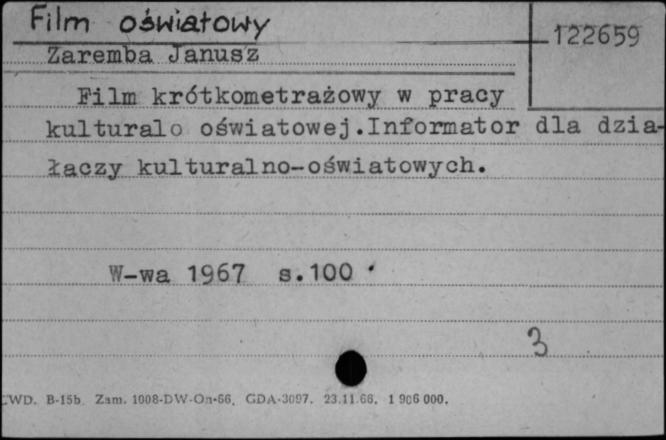 Film oświatowy
122659
Zaremba Janusz
Film krótkometrażowy w pracy
kulturalo oświatowej.Informator dla dzia-
łaczy kulturalno-oświatowych.
W-wa 1967 s.100
3
CWD. B-15b. Zam. 1008-DW-On-66. GDA-3097. 23.11.66. 1 906 000.